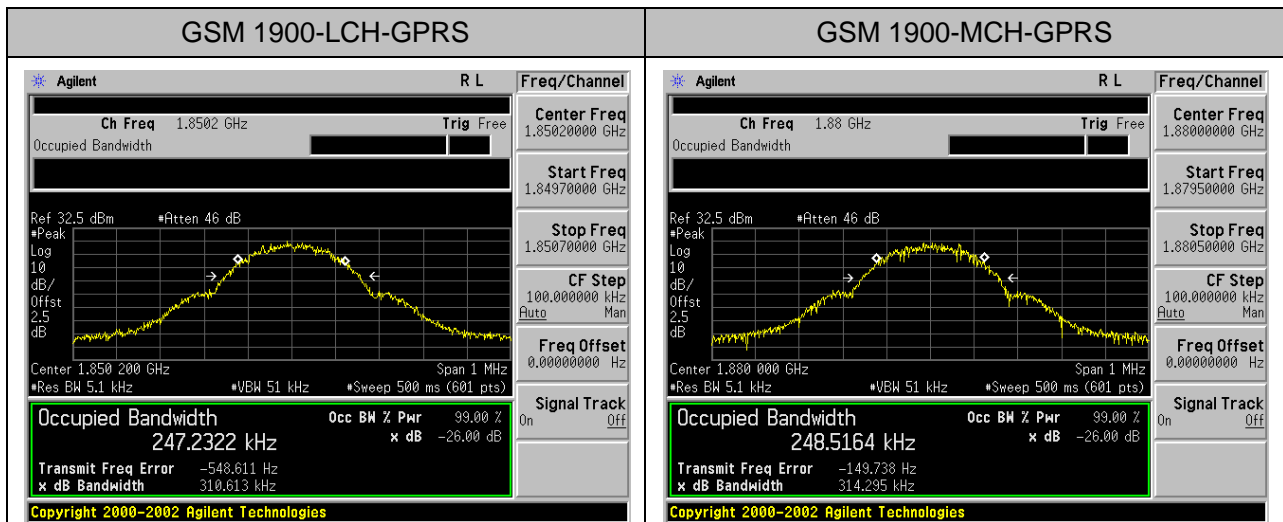 GSM 1900-LCH-GPRS
GSM 1900-MCH-GPRS
Agilent
R L
Freq/Channel
Ch Freq 1.8502 GHz
Trig Free
Occupied Bandwidth
Center Freq
1.85020000 GHz
Start Freq
1.84970000 GHz
Stop Freq
1.85070000 GHz
CF Step
100.000000 kHz
Auto Man
Freq Offset
0.00000000 Hz
Signal Track
On Off
Ref 32.5 dBm #Atten 46 dB
#Peak
Log
10
dB/
Offst
2.5
dB
Center 1.850 200 GHz Span 1 MHz
#Res BW 5.1 kHz #VBW 51 kHz #Sweep 500 ms (601 pts)
Occupied Bandwidth
247.2322 kHz
Occ BW % Pwr 99.00 %
x dB -26.00 dB
Transmit Freq Error -548.611 Hz
x dB Bandwidth 310.613 kHz
Copyright 2000-2002 Agilent Technologies
Agilent
R L
Freq/Channel
Ch Freq 1.88 GHz
Trig Free
Occupied Bandwidth
Center Freq
1.88000000 GHz
Start Freq
1.87950000 GHz
Stop Freq
1.88050000 GHz
CF Step
100.000000 kHz
Auto Man
Freq Offset
0.00000000 Hz
Signal Track
On Off
Ref 32.5 dBm #Atten 46 dB
#Peak
Log
10
dB/
Offst
2.5
dB
Center 1.880 000 GHz Span 1 MHz
#Res BW 5.1 kHz #VBW 51 kHz #Sweep 500 ms (601 pts)
Occupied Bandwidth
248.5164 kHz
Occ BW % Pwr 99.00 %
x dB -26.00 dB
Transmit Freq Error -149.738 Hz
x dB Bandwidth 314.295 kHz
Copyright 2000-2002 Agilent Technologies